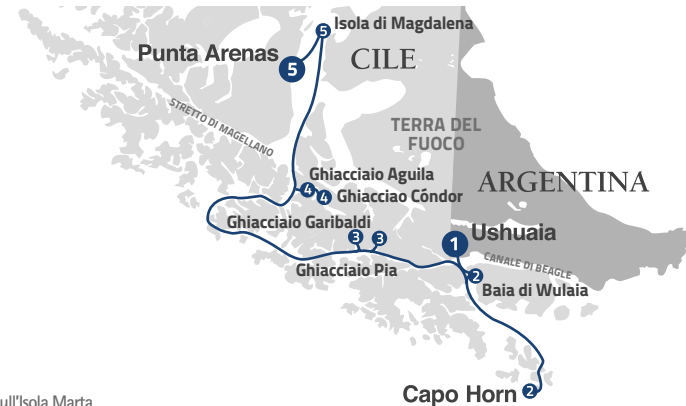 5
Isola di Magdalena
Punta Arenas
5
CILE
STRETTO DI MAGELLANO
TERRA DEL
FUOCO
Ghiacciaio Aguila
4
4
Ghiacciao Cóndor
ARGENTINA
Ghiacciaio Garibaldi
3
3
1
Ushuaia
Ghiacciaio Pia
CANALE DI BEAGLE
2
Baia di Wulaia
Capo Horn
2
ull'Isola Marta